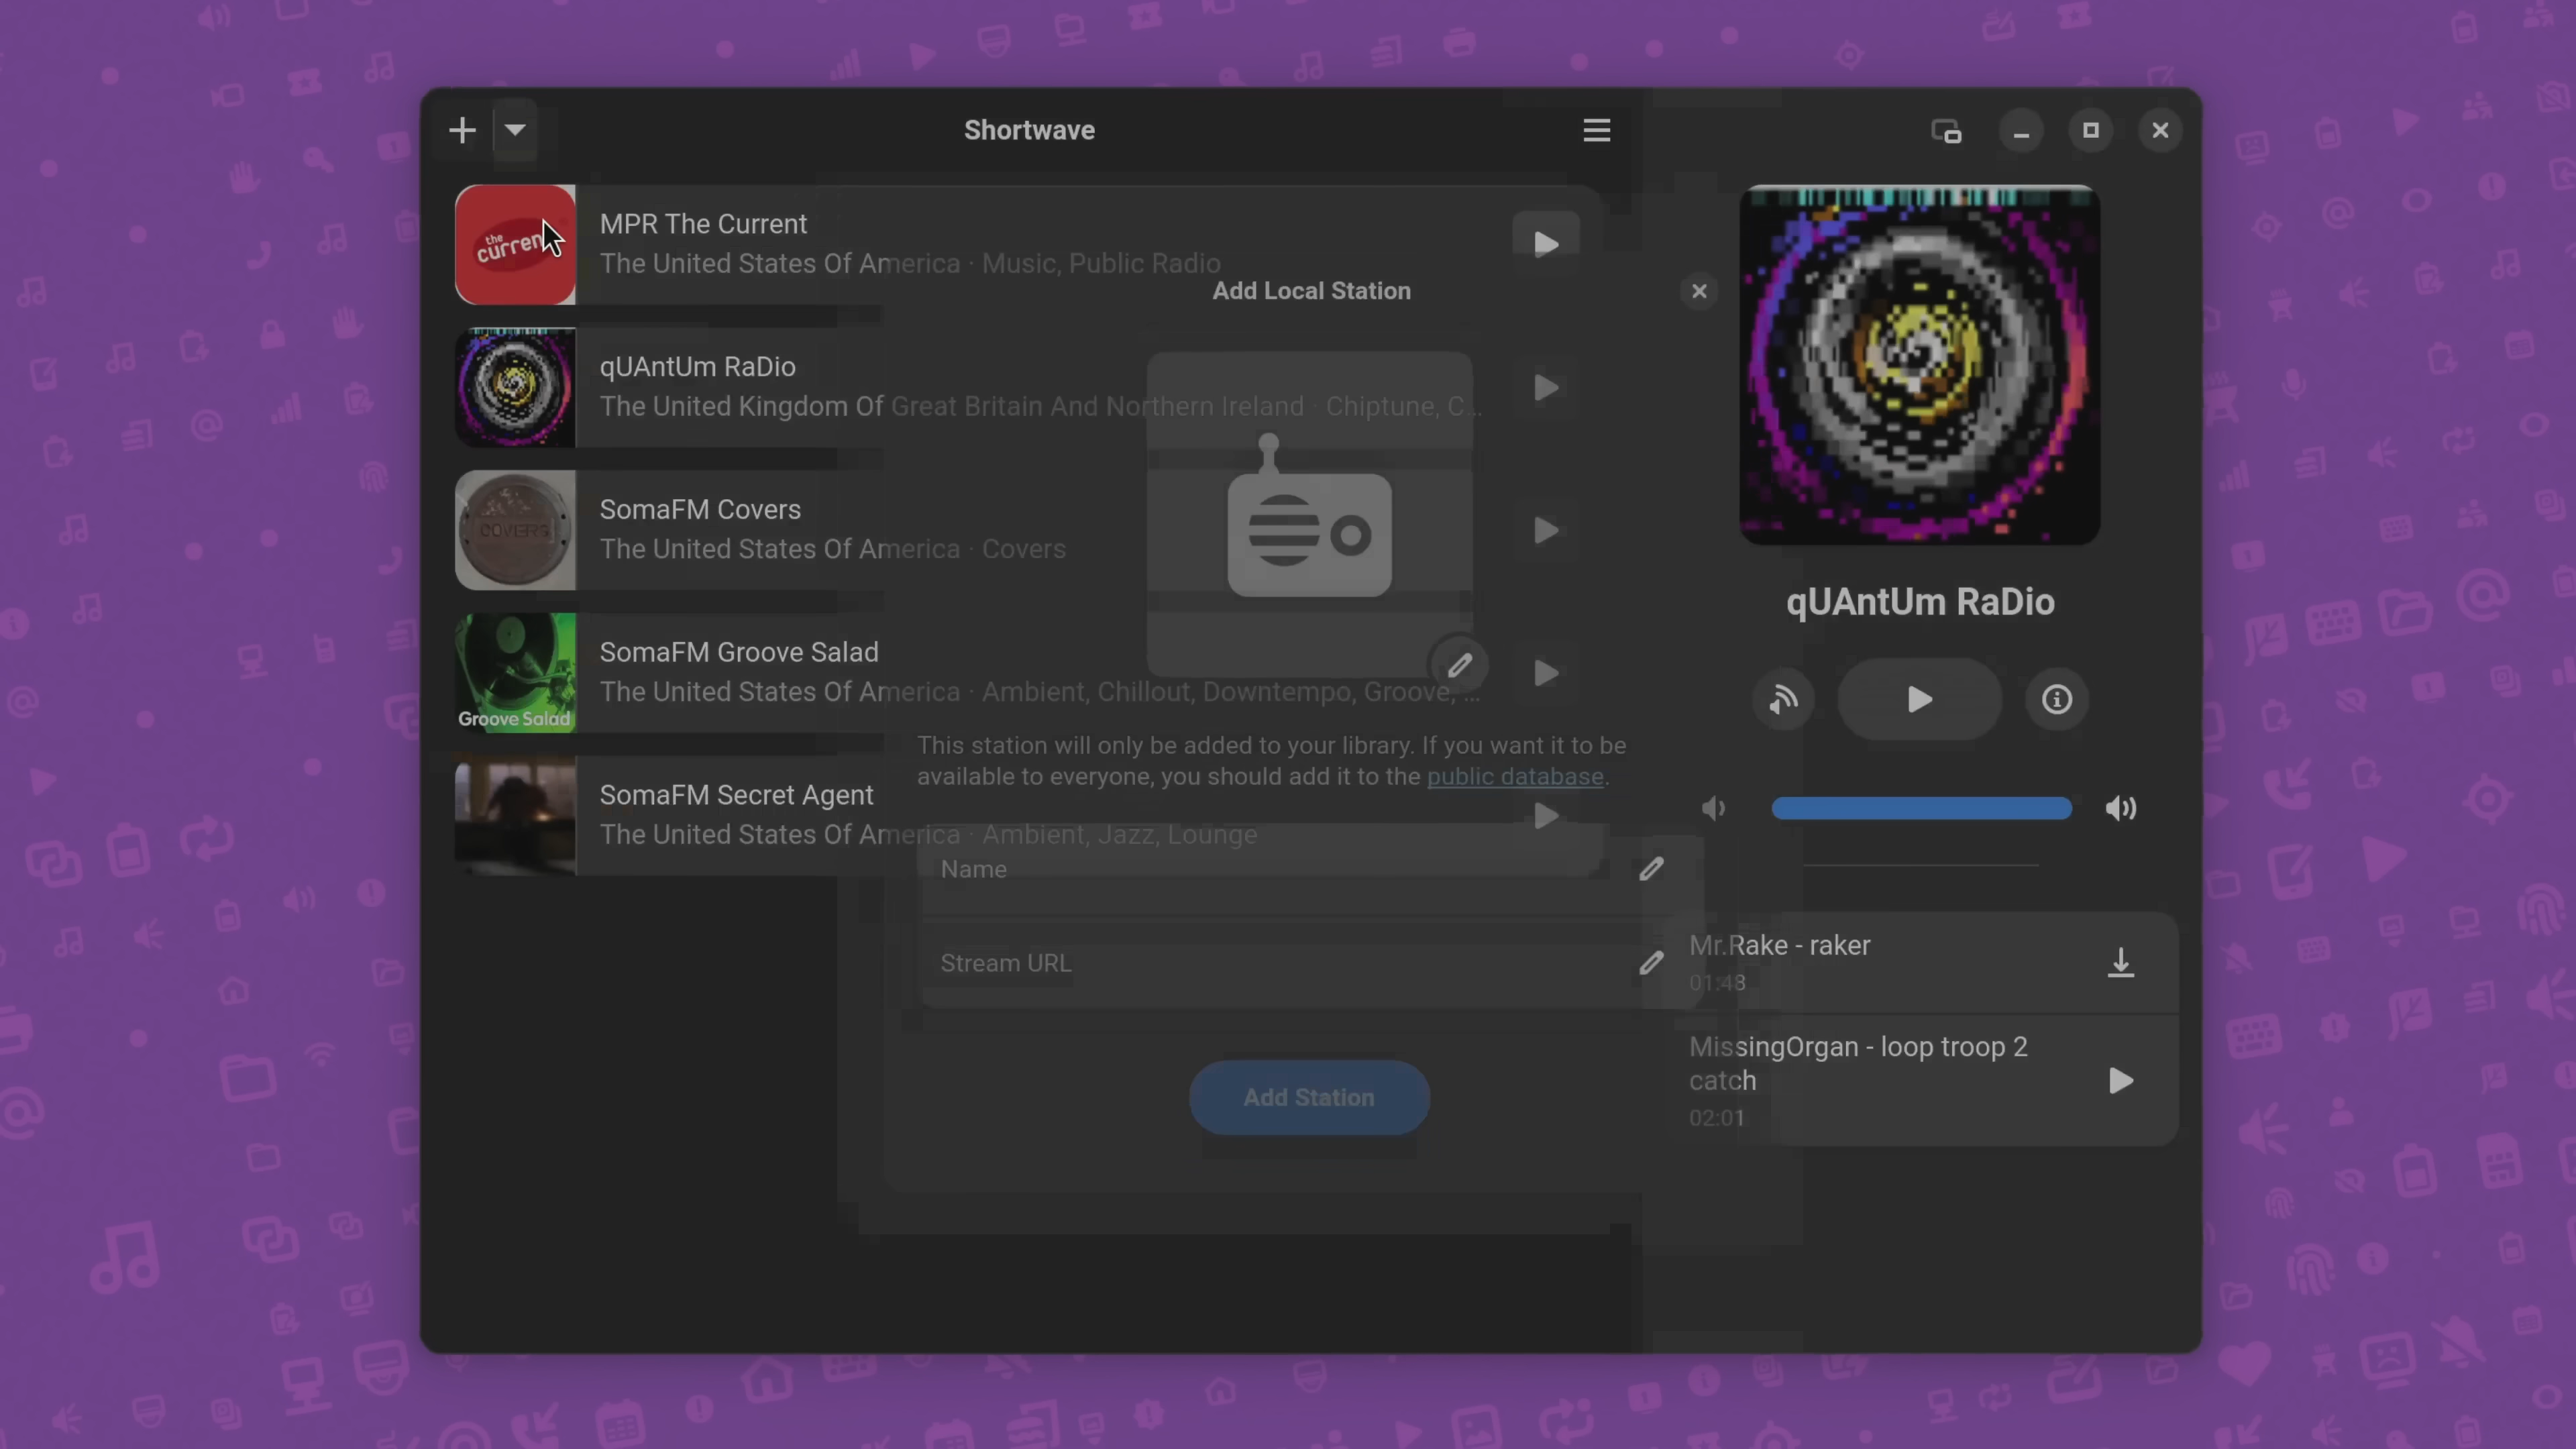 Shortwave
the
current
MPR The Current
The United States Of America · Music, Public Radio
Add Local Station
qUAntUm RaDio
The United Kingdom Of Great Britain And Northern Ireland · Chiptune, C...
COVERS
SomaFM Covers
The United States Of America · Covers
Groove Salad
SomaFM Groove Salad
The United States Of America · Ambient, Chillout, Downtempo, Groove, ...
This station will only be added to your library. If you want it to be
available to everyone, you should add it to the public database.
SomaFM Secret Agent
The United States Of America · Ambient, Jazz, Lounge
Name
Stream URL
Add Station
qUAntUm RaDio
Mr.Rake - raker
01:48
MissingOrgan - loop troop 2
catch
02:01